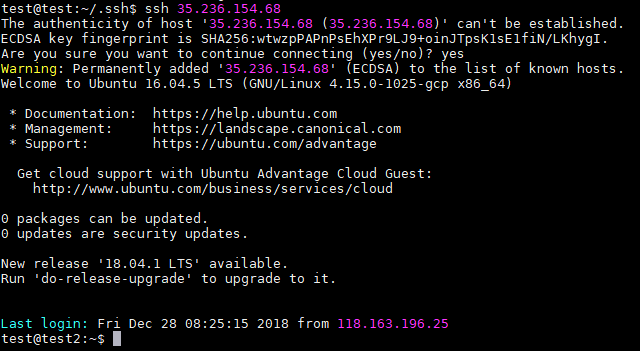 test@test:~/.ssh$ ssh 35.236.154.68
The authenticity of host '35.236.154.68 (35.236.154.68)' can't be established.
ECDSA key fingerprint is SHA256:wtwzpPAPnPsEhXPr9LJ9+oinJTpsK1sE1fiN/LKhygI.
Are you sure you want to continue connecting (yes/no)? yes
Warning: Permanently added '35.236.154.68' (ECDSA) to the list of known hosts.
Welcome to Ubuntu 16.04.5 LTS (GNU/Linux 4.15.0-1025-gcp x86_64)
* Documentation:  https://help.ubuntu.com
* Management:     https://landscape.canonical.com
* Support:        https://ubuntu.com/advantage
Get cloud support with Ubuntu Advantage Cloud Guest:
http://www.ubuntu.com/business/services/cloud
0 packages can be updated.
0 updates are security updates.
New release '18.04.1 LTS' available.
Run 'do-release-upgrade' to upgrade to it.
Last login: Fri Dec 28 08:25:15 2018 from 118.163.196.25
test@test2:~$